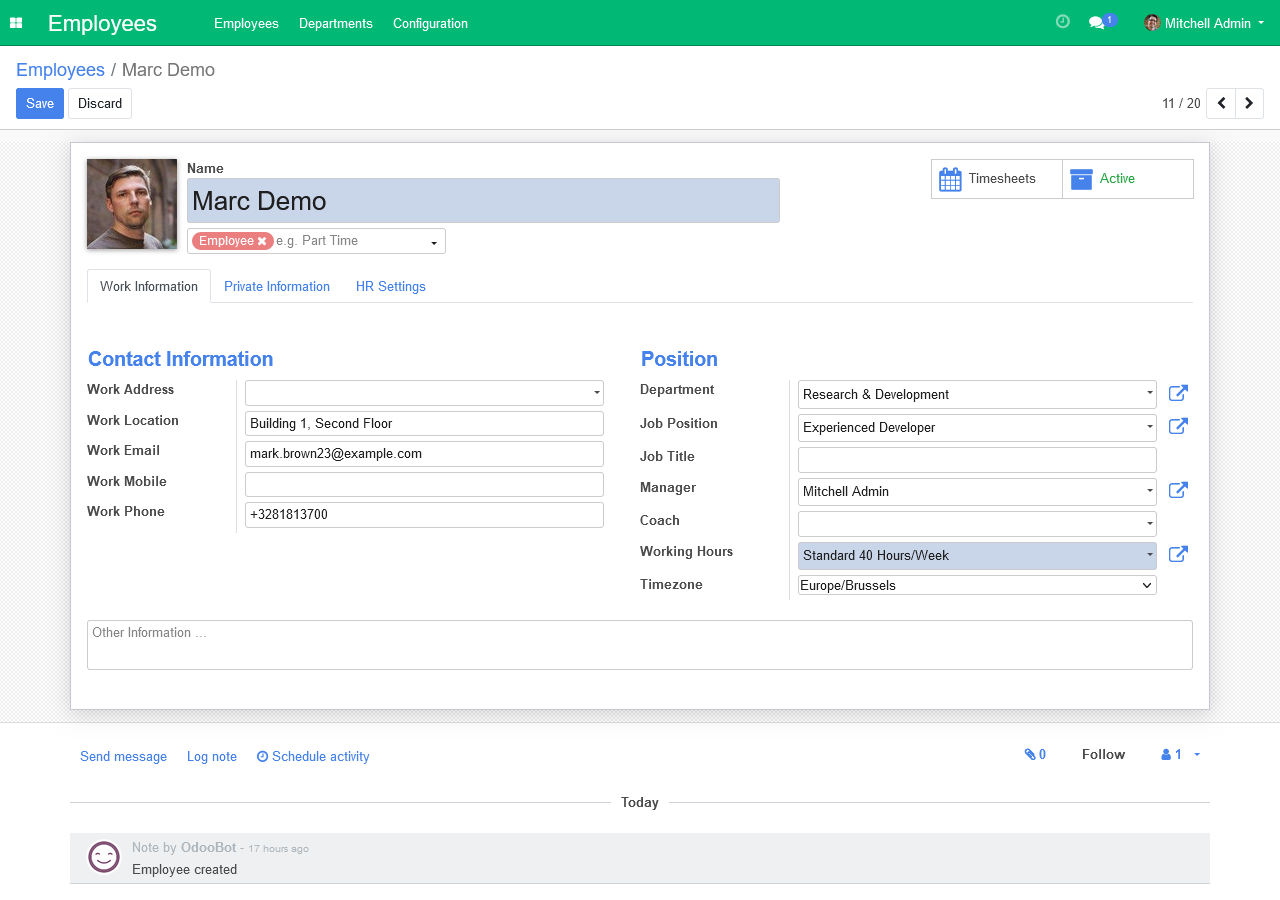 Employees
Employees Departments Configuration
1
Mitchell Admin
Employees / Marc Demo
Save Discard
11 / 20
Name
Marc Demo
Employee e.g. Part Time
Timesheets
Active
Work Information Private Information HR Settings
Contact Information
Work Address
Work Location Building 1, Second Floor
Work Email mark.brown23@example.com
Work Mobile
Work Phone +3281813700
Position
Department Research & Development
Job Position Experienced Developer
Job Title
Manager Mitchell Admin
Coach
Working Hours Standard 40 Hours/Week
Timezone Europe/Brussels
Other Information ...
Send message Log note Schedule activity
0 Follow 1
Today
Note by OdooBot - 17 hours ago
Employee created